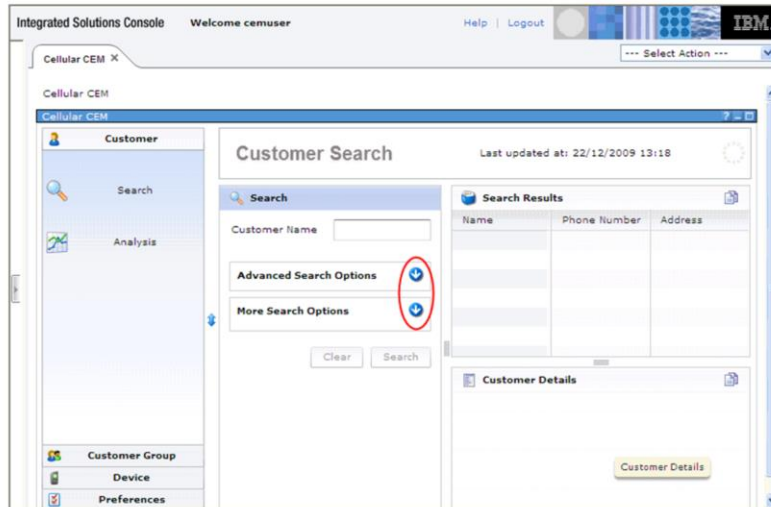 Integrated Solutions Console Welcome cemuser Help | Logout IBM.
Cellular CEM X --- Select Action ---
Cellular CEM
Cellular CEM
Customer
Search
Analysis
Customer Group
Device
Preferences
Customer Search Last updated at: 22/12/2009 13:18
Search
Customer Name
Advanced Search Options
More Search Options
Clear Search
Search Results
Name Phone Number Address
Customer Details
Customer Details